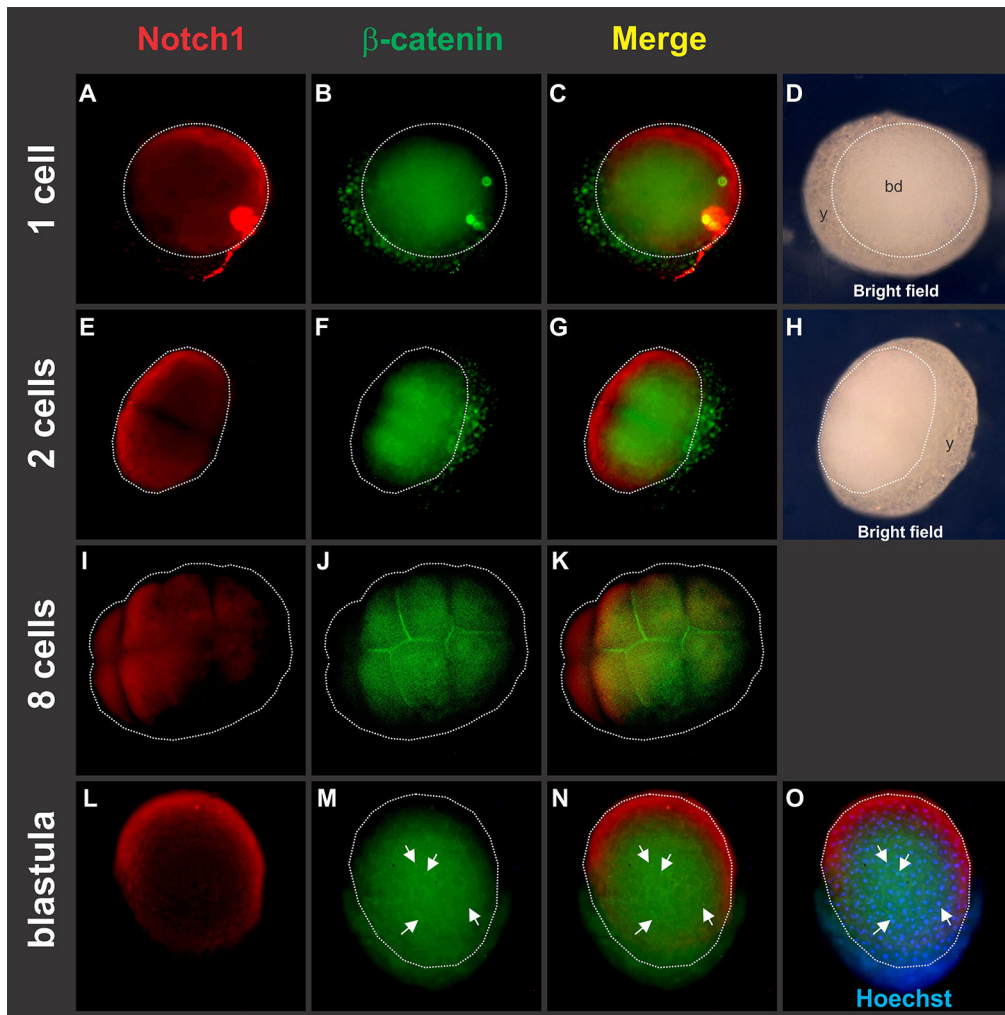 Notch1 β-catenin Merge
1 cell
A B C D
bd
y
Bright field
2 cells
E F G H
y
Bright field
8 cells
I J K
blastula
L M N O
Hoechst